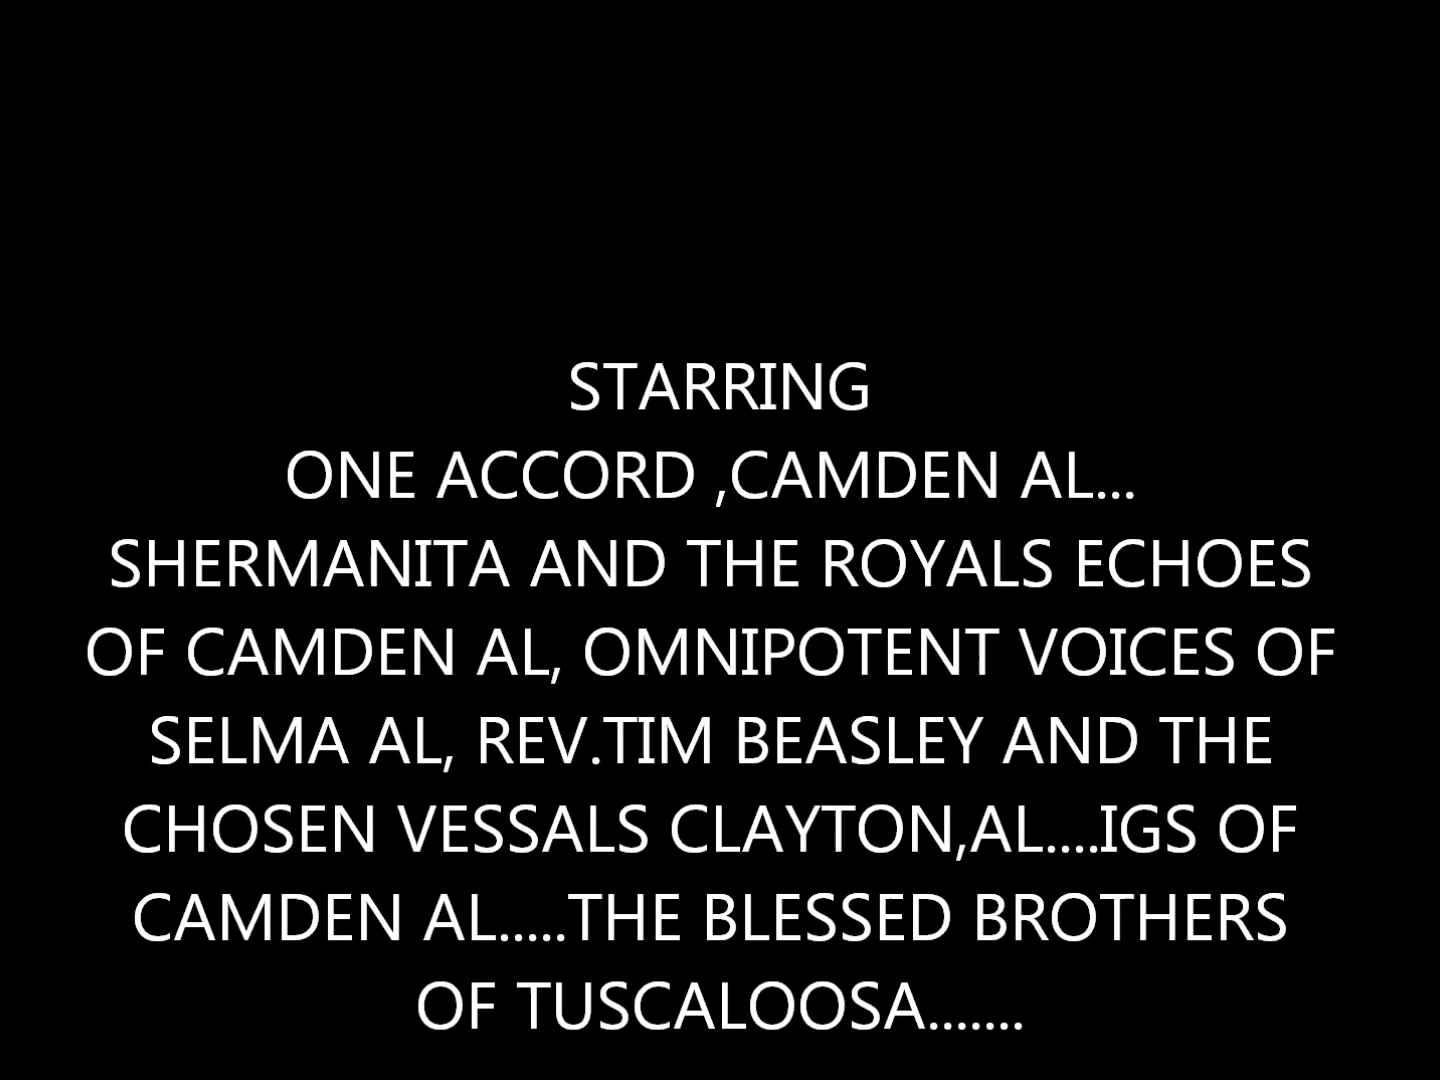 STARRING
ONE ACCORD ,CAMDEN AL...
SHERMANITA AND THE ROYALS ECHOES
OF CAMDEN AL, OMNIPOTENT VOICES OF
SELMA AL, REV.TIM BEASLEY AND THE
CHOSEN VESSALS CLAYTON,AL....IGS OF
CAMDEN AL.....THE BLESSED BROTHERS
OF TUSCALOOSA.......